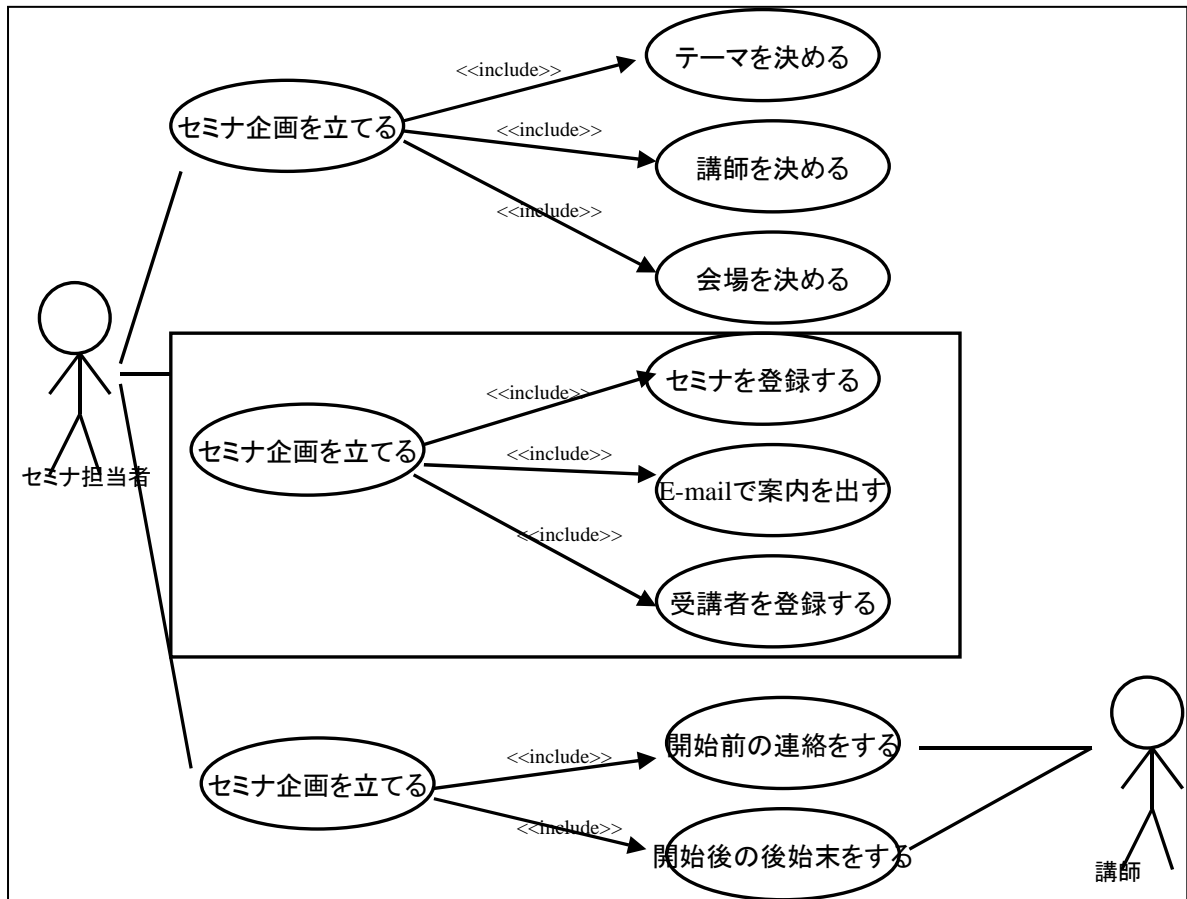 テーマを決める
<<include>>
セミナ企画を立てる
<<include>>
講師を決める
<<include>>
会場を決める
セミナを登録する
<<include>>
セミナ企画を立てる
<<include>>
E-mailで案内を出す
セミナ担当者
<<include>>
受講者を登録する
開始前の連絡をする
<<include>>
セミナ企画を立てる
<<include>>
開始後の後始末をする
講師